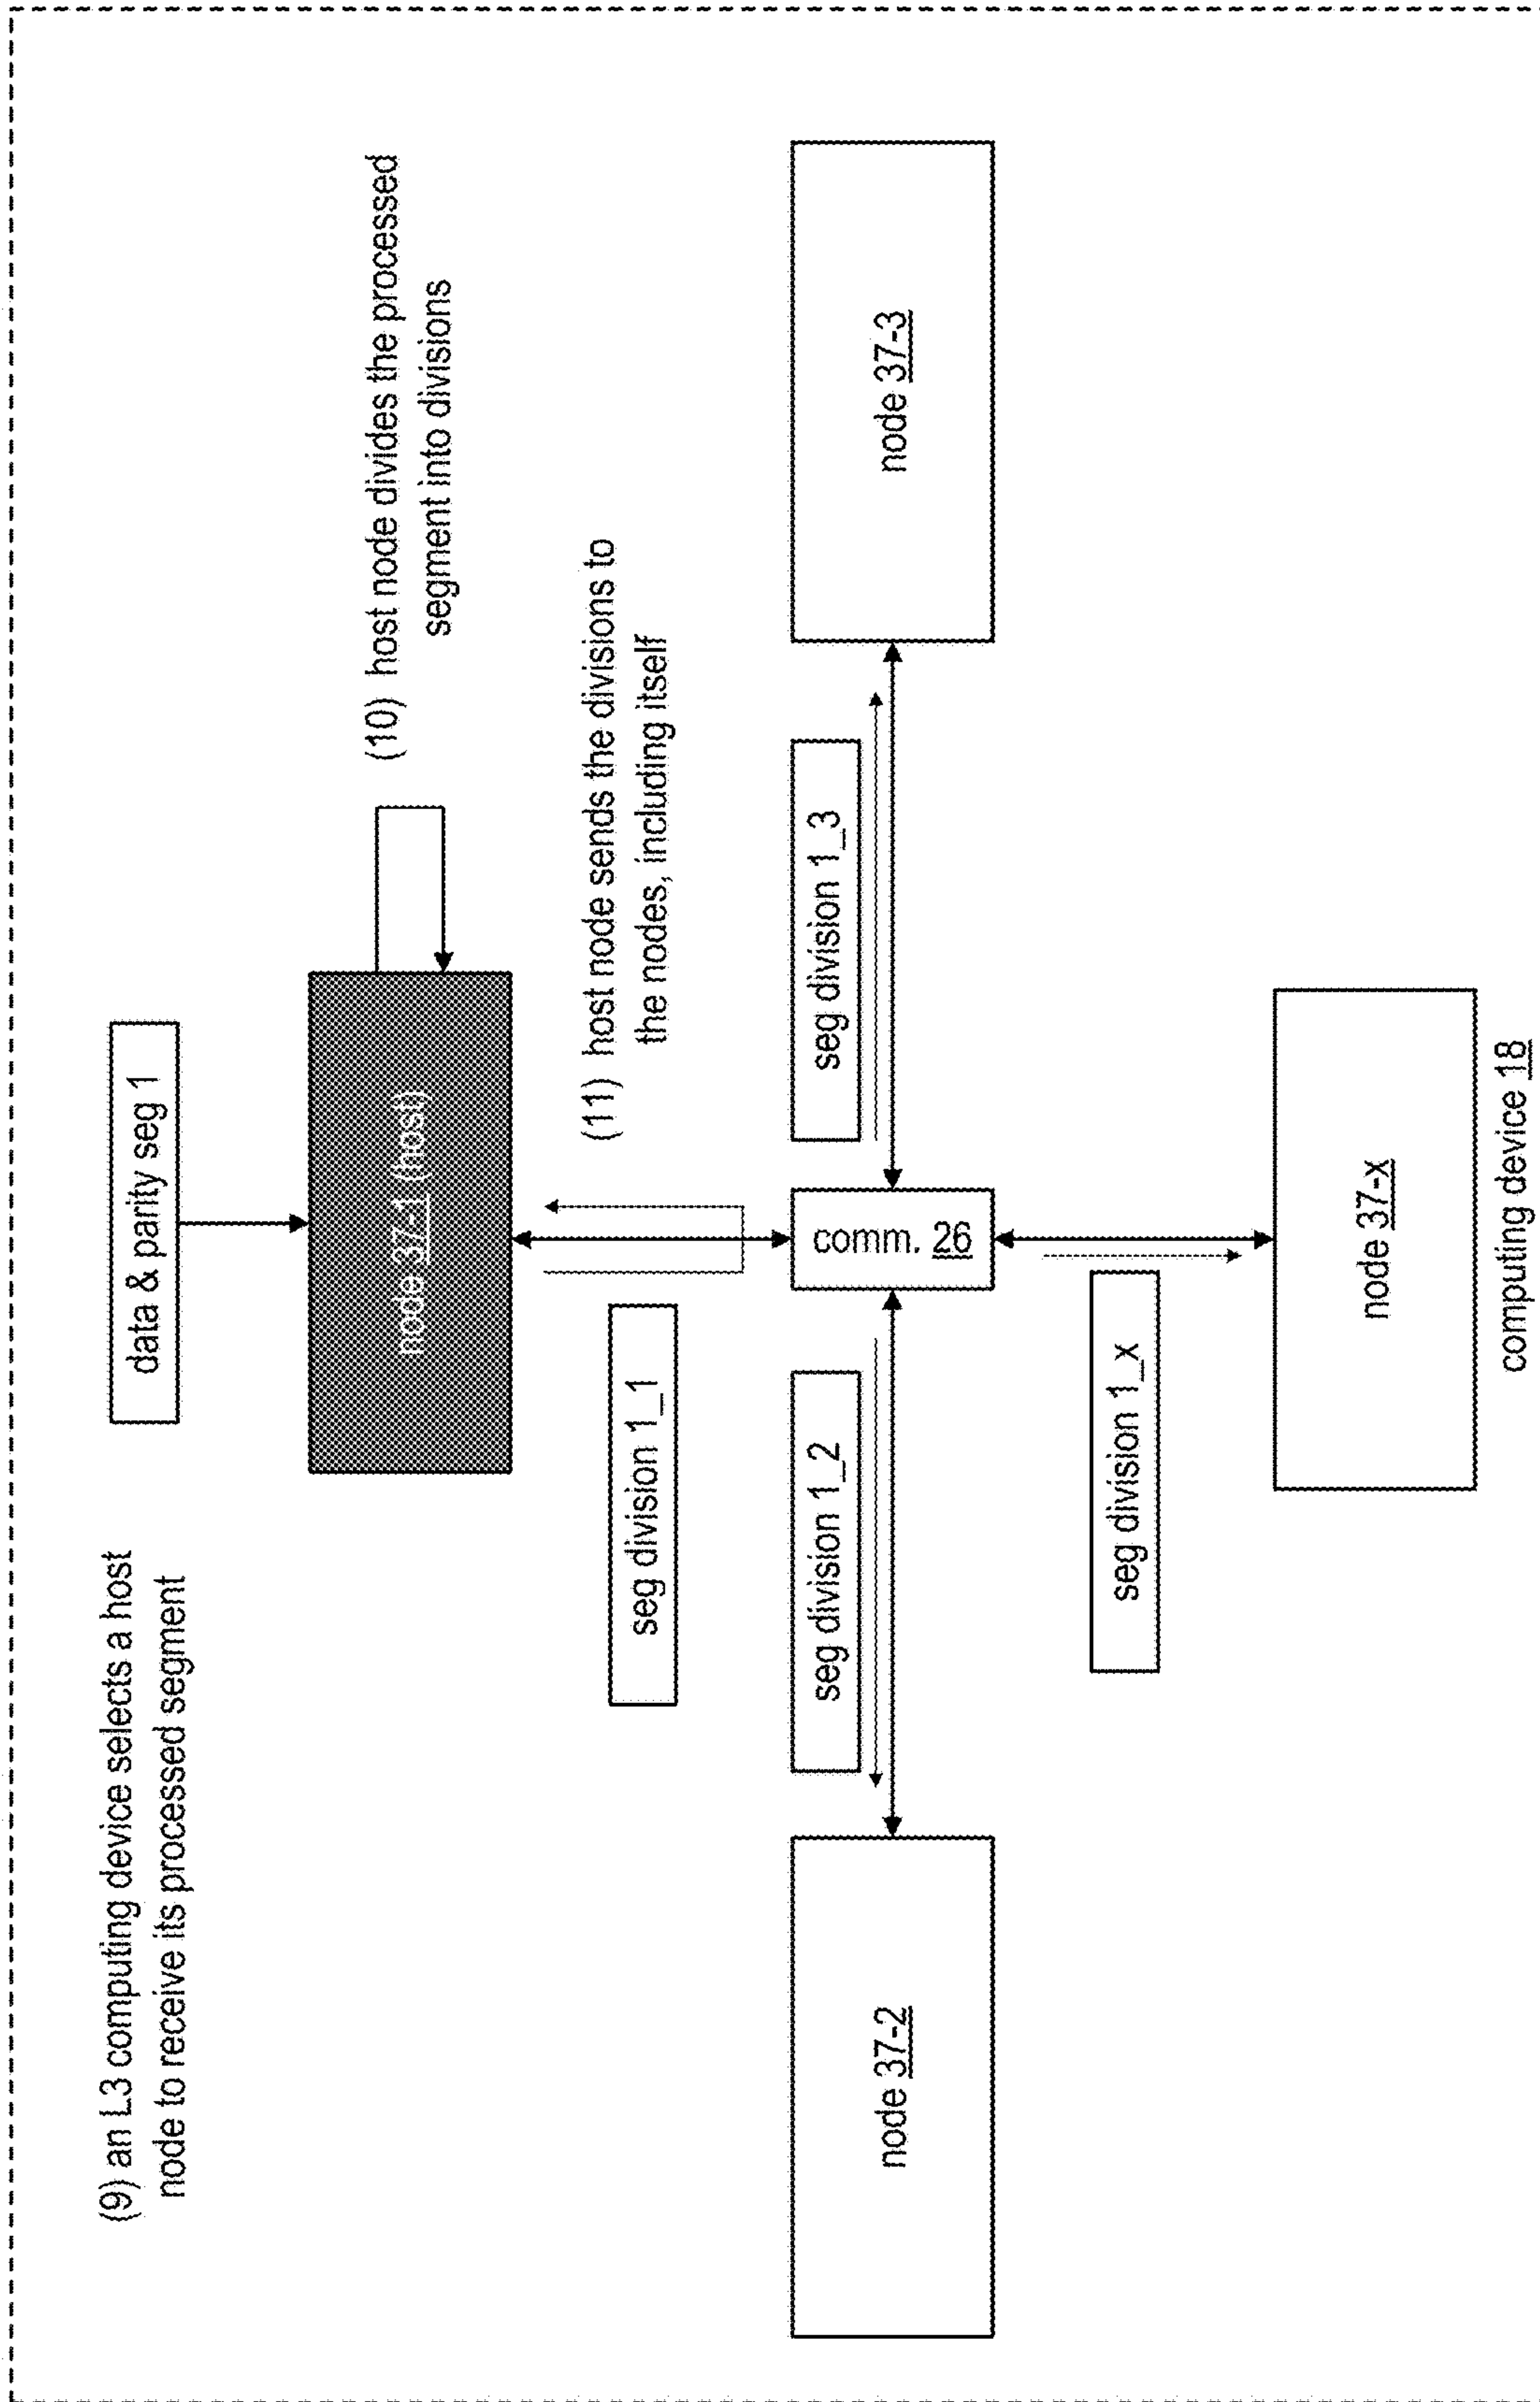 (9) an L3 computing device selects a host
node to receive its processed segment
data & parity seg 1
node 37-1 (host)
(10) host node divides the processed
segment into divisions
(11) host node sends the divisions to
the nodes, including itself
seg division 1_1
seg division 1_2
seg division 1_3
node 37-2
comm. 26
node 37-3
seg division 1_x
node 37-x
computing device 18